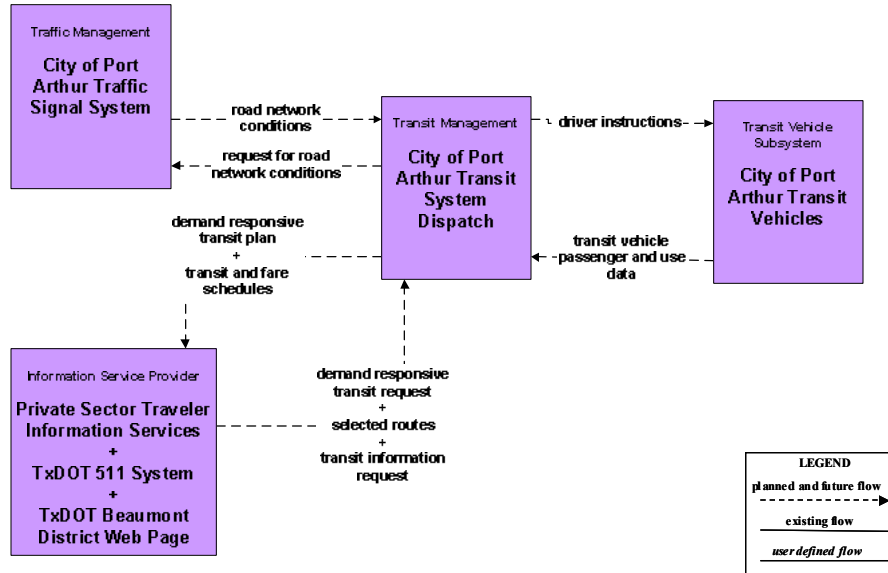 Traffic Management
City of Port
Arthur Traffic
Signal System
road network
conditions
request for road
network conditions
Transit Management
City of Port
Arthur Transit
System
Dispatch
driver instructions
Transit Vehicle
Subsystem
City of Port
Arthur Transit
Vehicles
transit vehicle
passenger and use
data
demand responsive
transit plan
+
transit and fare
schedules
Information Service Provider
Private Sector Traveler
Information Services
+
TxDOT 511 System
+
TxDOT Beaumont
District Web Page
demand responsive
transit request
+
selected routes
+
transit information
request
LEGEND
planned and future flow
existing flow
user defined flow